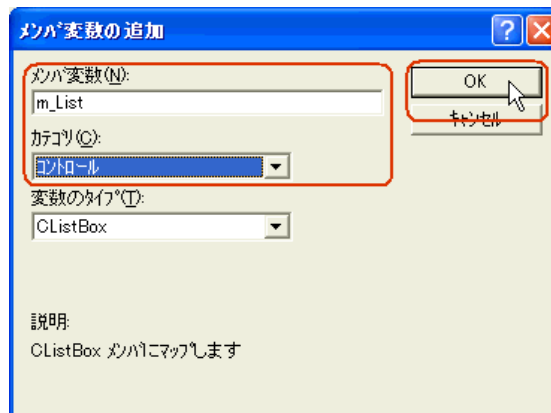 ﾒﾝﾊﾞ変数の追加
ﾒﾝﾊﾞ変数(N):
OK
m_List
ｷｬﾝｾﾙ
ｶﾃｺﾞﾘ(C):
ｺﾝﾄﾛｰﾙ
変数のﾀｲﾌﾟ(T):
CListBox
説明:
CListBox ﾒﾝﾊﾞにﾏｯﾌﾟします